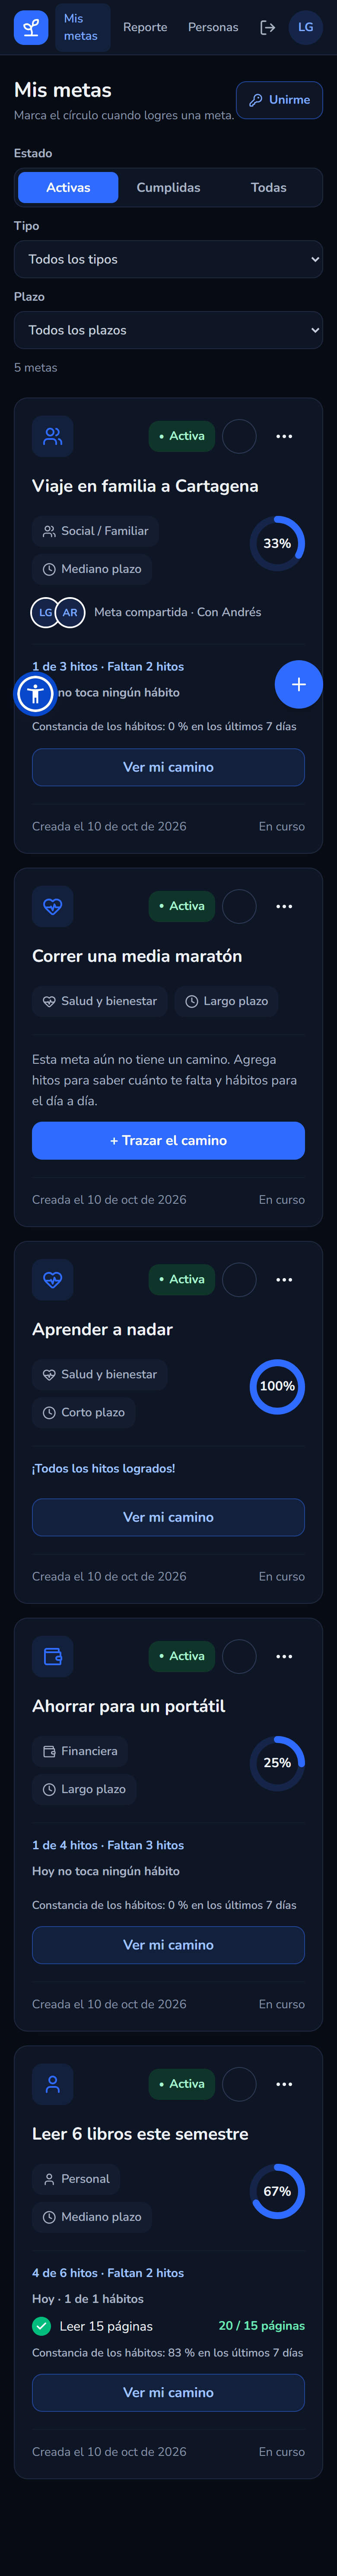 Mis metas
Reporte
Personas
LG
Mis metas
Marca el círculo cuando logres una meta.
Unirme
Estado
Activas
Cumplidas
Todas
Tipo
Todos los tipos
Plazo
Todos los plazos
5 metas
• Activa
Viaje en familia a Cartagena
Social / Familiar
Mediano plazo
33%
LG AR Meta compartida · Con Andrés
1 de 3 hitos · Faltan 2 hitos
no toca ningún hábito
Constancia de los hábitos: 0 % en los últimos 7 días
Ver mi camino
Creada el 10 de oct de 2026
En curso
• Activa
Correr una media maratón
Salud y bienestar
Largo plazo
Esta meta aún no tiene un camino. Agrega
hitos para saber cuánto te falta y hábitos para
el día a día.
+ Trazar el camino
Creada el 10 de oct de 2026
En curso
• Activa
Aprender a nadar
Salud y bienestar
Corto plazo
100%
¡Todos los hitos logrados!
Ver mi camino
Creada el 10 de oct de 2026
En curso
• Activa
Ahorrar para un portátil
Financiera
Largo plazo
25%
1 de 4 hitos · Faltan 3 hitos
Hoy no toca ningún hábito
Constancia de los hábitos: 0 % en los últimos 7 días
Ver mi camino
Creada el 10 de oct de 2026
En curso
• Activa
Leer 6 libros este semestre
Personal
Mediano plazo
67%
4 de 6 hitos · Faltan 2 hitos
Hoy · 1 de 1 hábitos
Leer 15 páginas
20 / 15 páginas
Constancia de los hábitos: 83 % en los últimos 7 días
Ver mi camino
Creada el 10 de oct de 2026
En curso